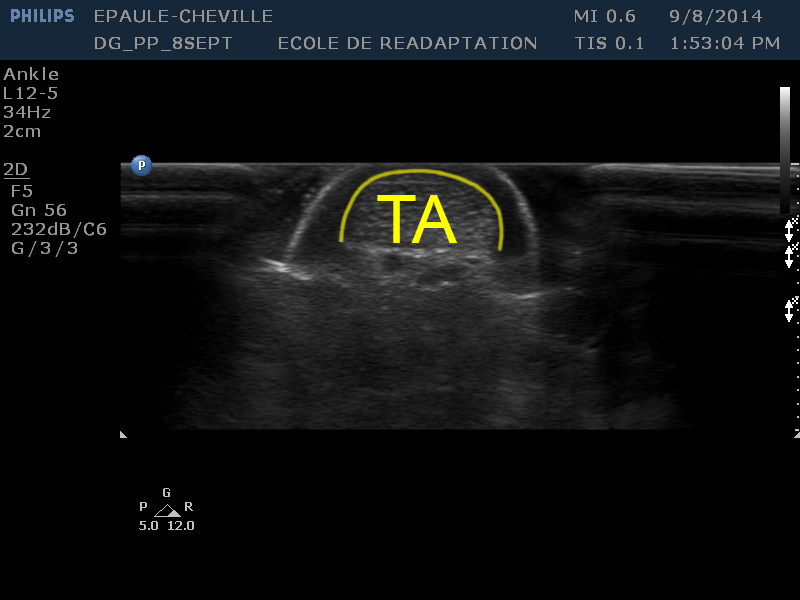 PHILIPS EPAULE-CHEVILLE MI 0.6 9/8/2014
DG_PP_8SEPT ECOLE DE READAPTATION TIS 0.1 1:53:04 PM
Ankle
L12-5
34Hz
2cm
2D
F5
Gn 56
232dB/C6
G/3/3
P
TA
G
P R
5.0 12.0